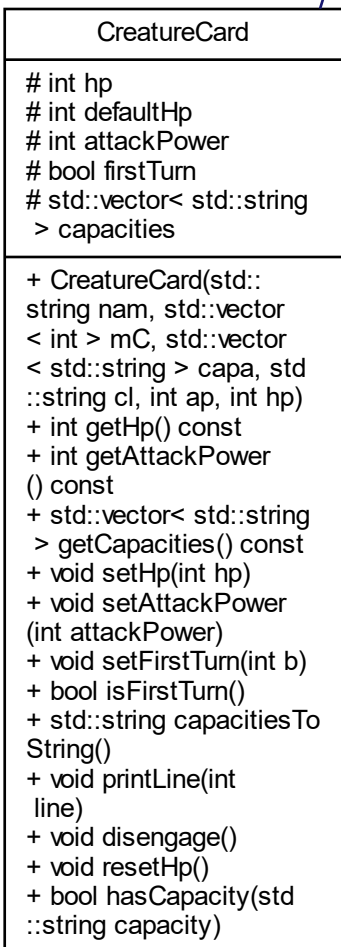 CreatureCard
# int hp
# int defaultHp
# int attackPower
# bool firstTurn
# std::vector< std::string
> capacities
+ CreatureCard(std::
string nam, std::vector
< int > mC, std::vector
< std::string > capa, std
::string cl, int ap, int hp)
+ int getHp() const
+ int getAttackPower
() const
+ std::vector< std::string
> getCapacities() const
+ void setHp(int hp)
+ void setAttackPower
(int attackPower)
+ void setFirstTurn(int b)
+ bool isFirstTurn()
+ std::string capacitiesTo
String()
+ void printLine(int
line)
+ void disengage()
+ void resetHp()
+ bool hasCapacity(std
::string capacity)